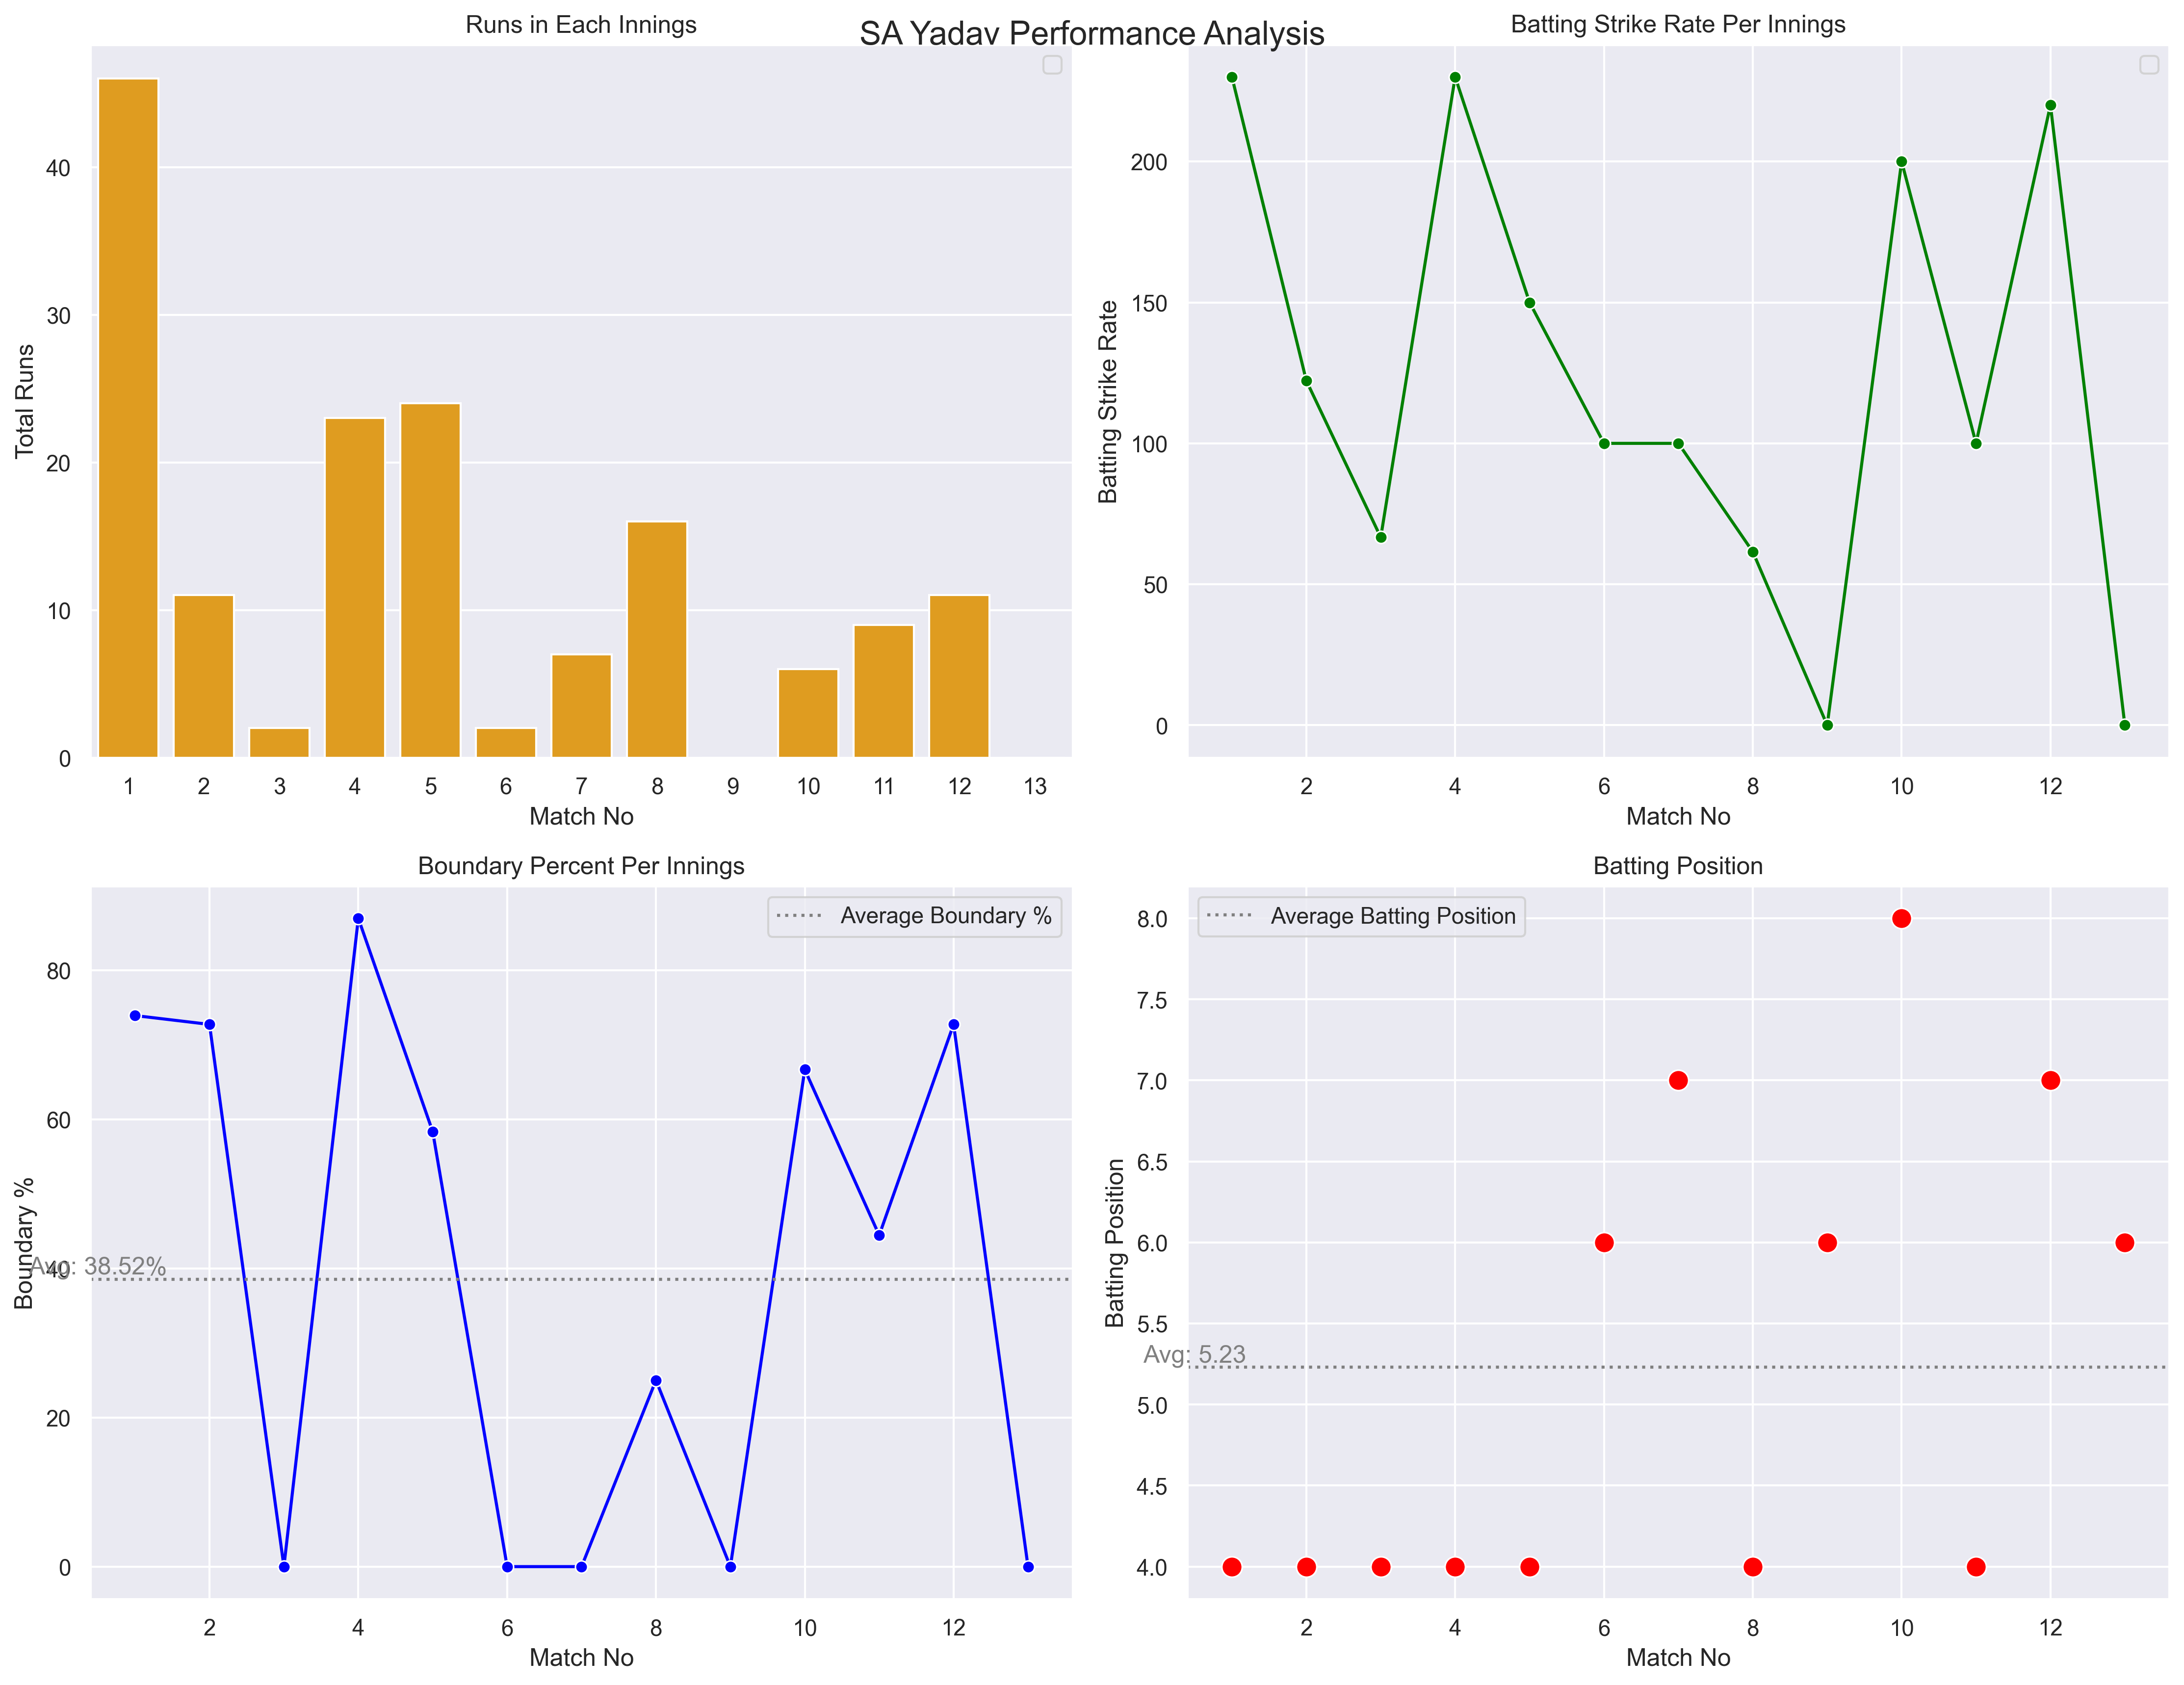 SA Yadav Performance Analysis
Runs in Each Innings
Total Runs
40
30
20
10
0
1 2 3 4 5 6 7 8 9 10 11 12 13
Match No
Batting Strike Rate Per Innings
Batting Strike Rate
200
150
100
50
0
2 4 6 8 10 12
Match No
Boundary Percent Per Innings
Average Boundary %
Boundary %
80
60
40
Avg: 38.52%
20
0
2 4 6 8 10 12
Match No
Batting Position
Average Batting Position
Batting Position
8.0
7.5
7.0
6.5
6.0
5.5
Avg: 5.23
5.0
4.5
4.0
2 4 6 8 10 12
Match No